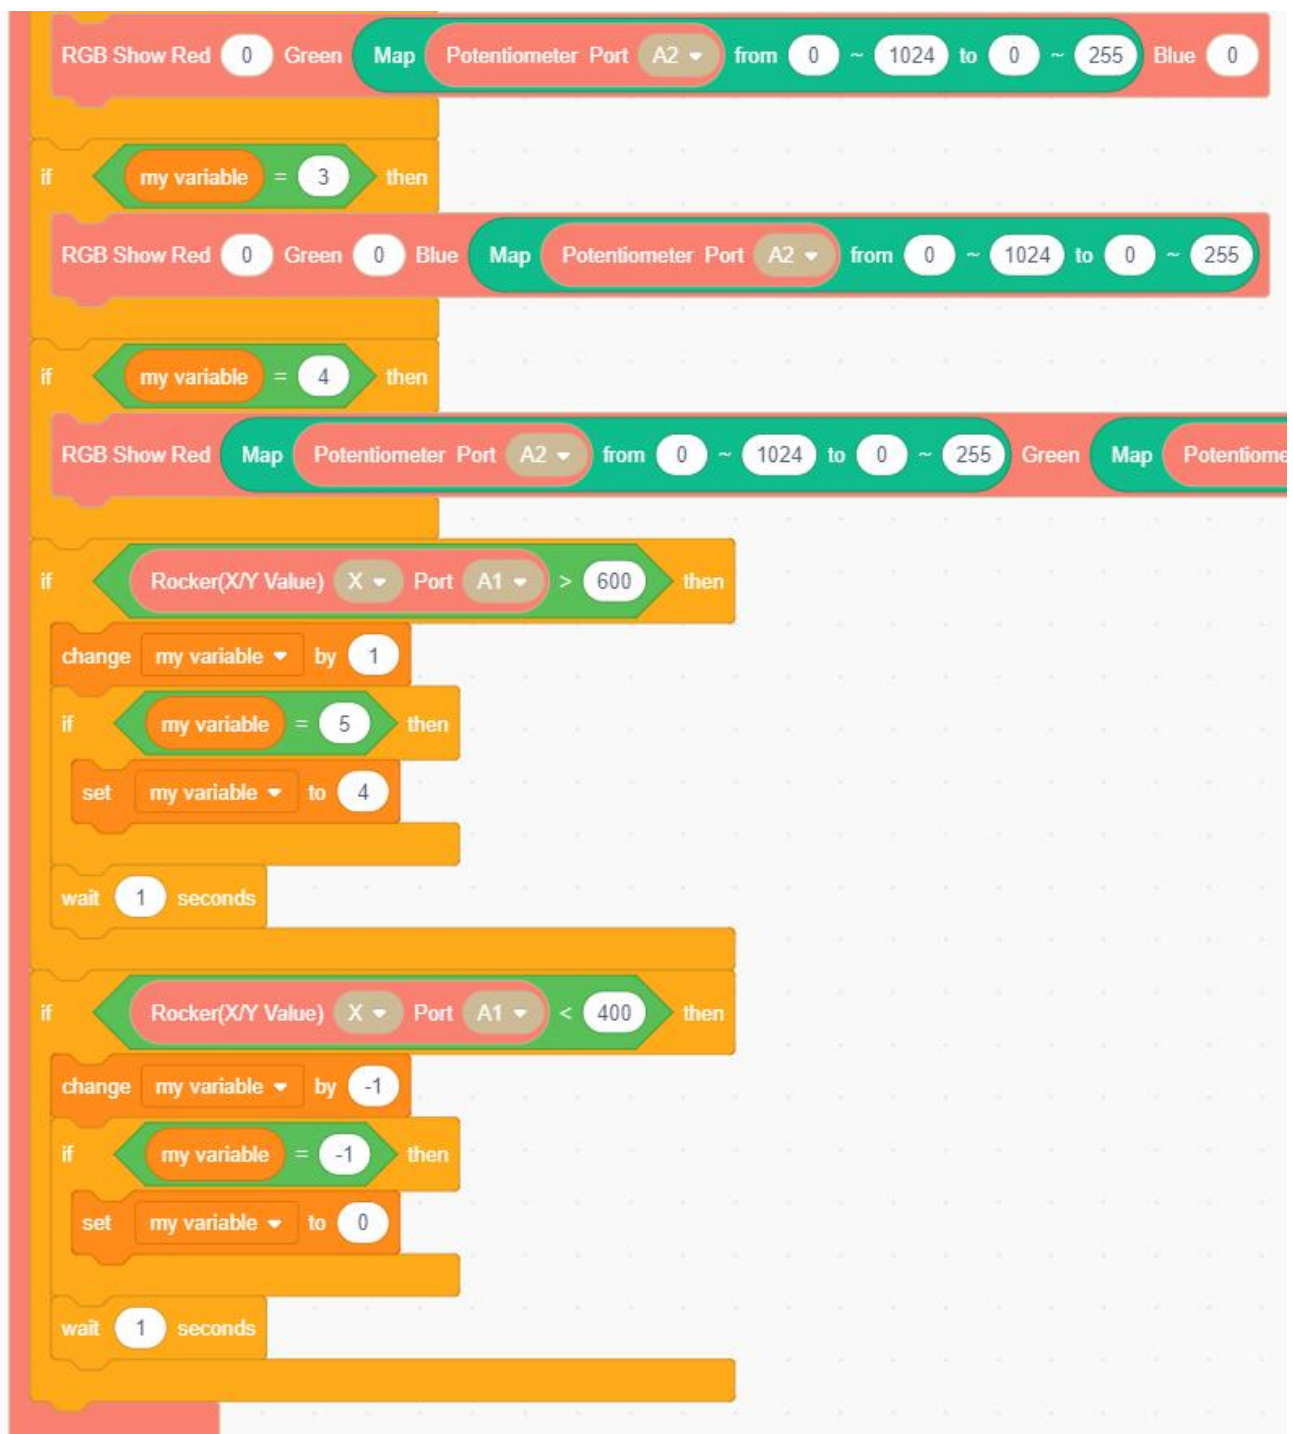 RGB Show Red 0 Green Map Potentiometer Port A2 from 0 ~ 1024 to 0 ~ 255 Blue 0
if my variable = 3 then
RGB Show Red 0 Green 0 Blue Map Potentiometer Port A2 from 0 ~ 1024 to 0 ~ 255
if my variable = 4 then
RGB Show Red Map Potentiometer Port A2 from 0 ~ 1024 to 0 ~ 255 Green Map Potentiome
if Rocker(X/Y Value) X Port A1 > 600 then
change my variable by 1
if my variable = 5 then
set my variable to 4
wait 1 seconds
if Rocker(X/Y Value) X Port A1 < 400 then
change my variable by -1
if my variable = -1 then
set my variable to 0
wait 1 seconds